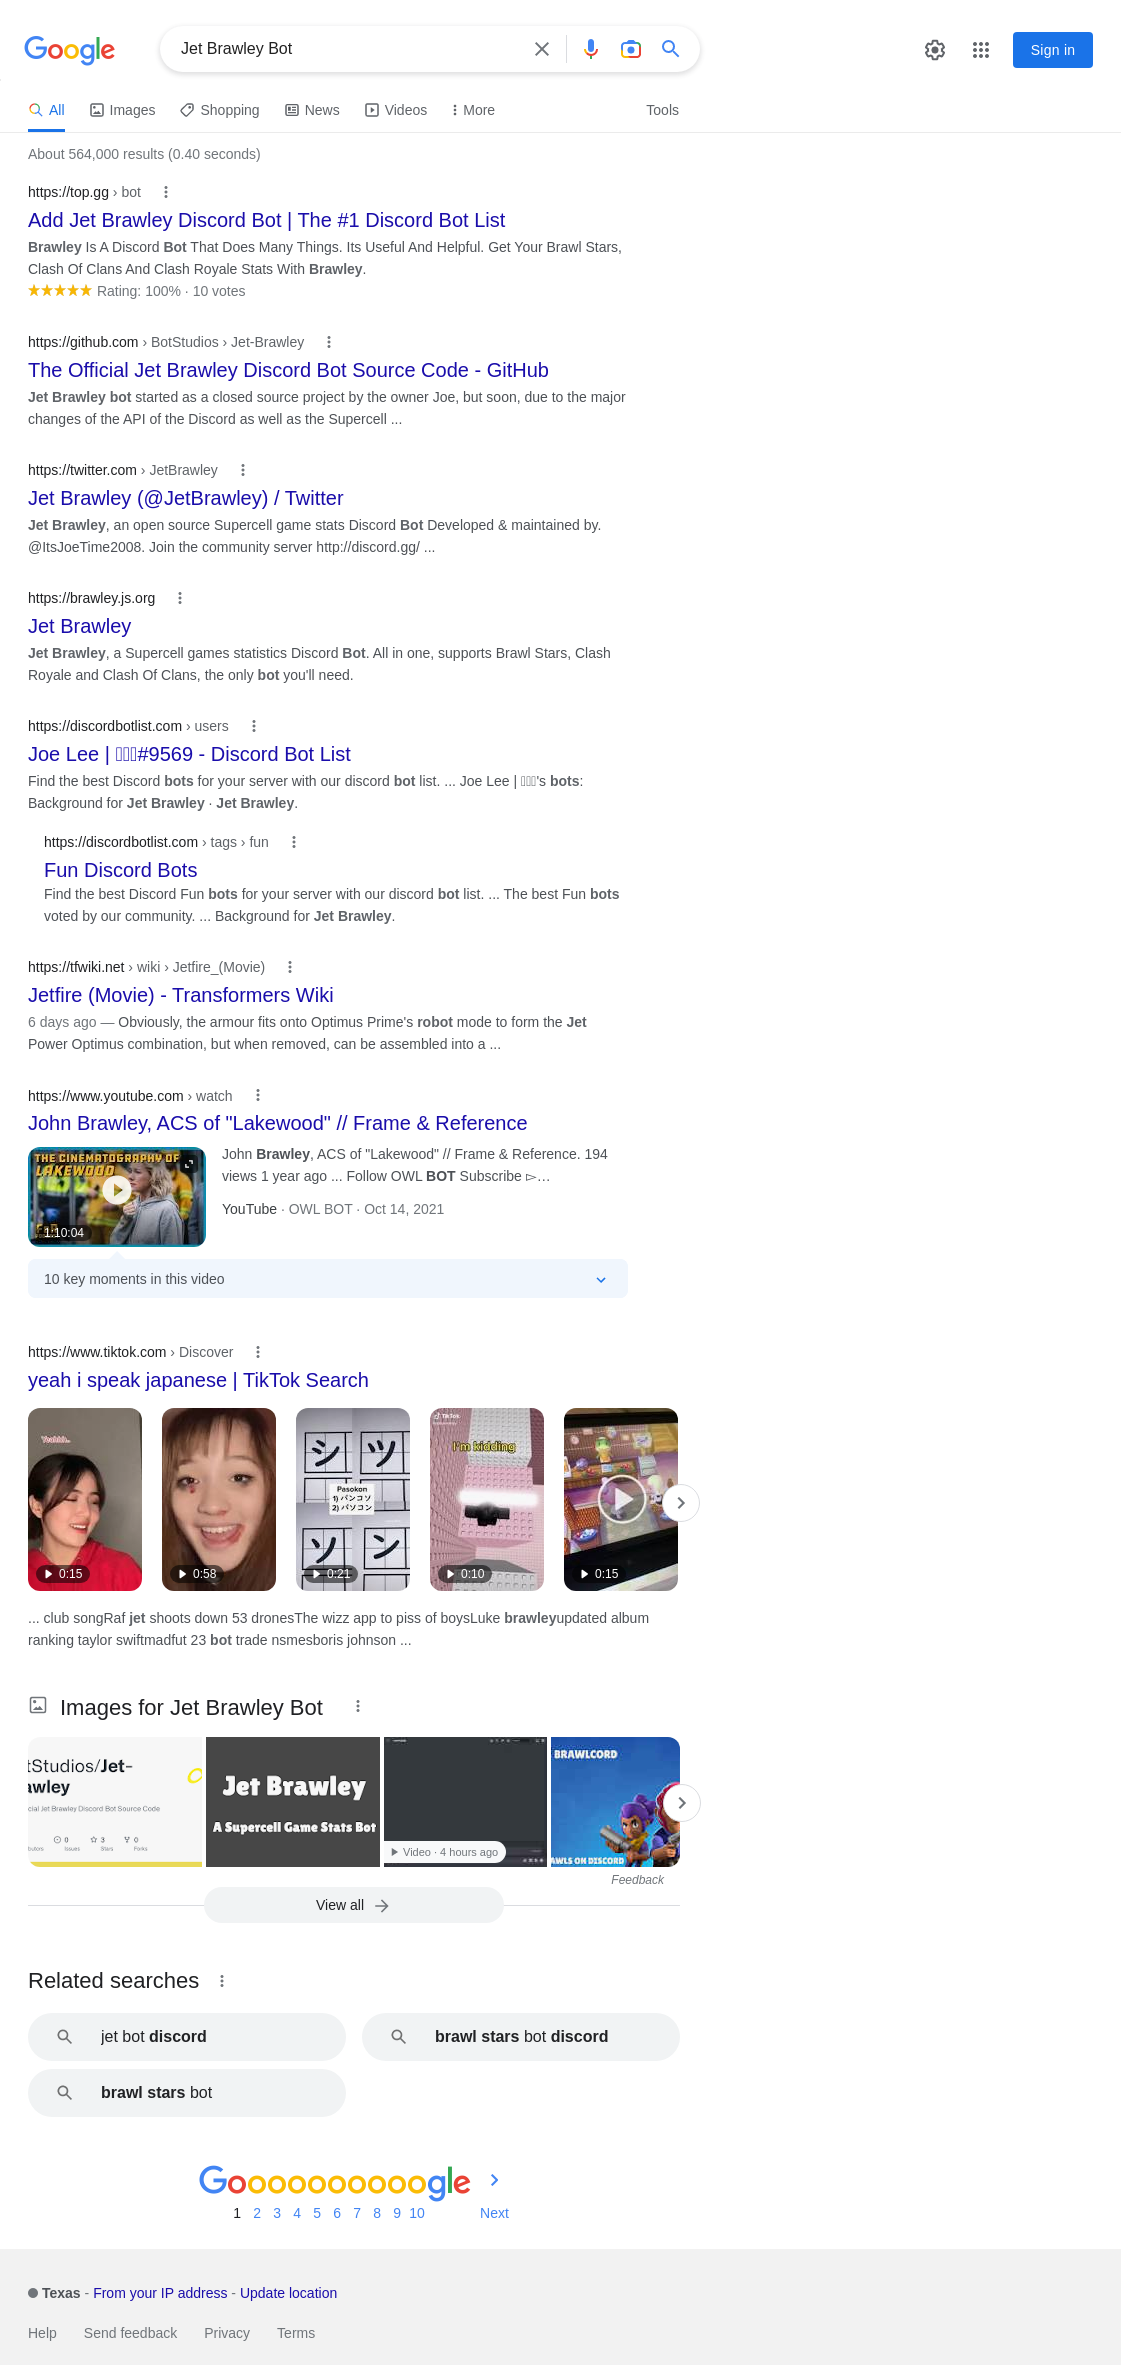 Google
Jet Brawley Bot
Sign in
All
Images
Shopping
News
Videos
More
Tools
About 564,000 results (0.40 seconds)
https://top.gg › bot
Add Jet Brawley Discord Bot | The #1 Discord Bot List
Brawley Is A Discord Bot That Does Many Things. Its Useful And Helpful. Get Your Brawl Stars,
Clash Of Clans And Clash Royale Stats With Brawley.
Rating: 100% · 10 votes
https://github.com › BotStudios › Jet-Brawley
The Official Jet Brawley Discord Bot Source Code - GitHub
Jet Brawley bot started as a closed source project by the owner Joe, but soon, due to the major
changes of the API of the Discord as well as the Supercell ...
https://twitter.com › JetBrawley
Jet Brawley (@JetBrawley) / Twitter
Jet Brawley, an open source Supercell game stats Discord Bot Developed & maintained by.
@ItsJoeTime2008. Join the community server http://discord.gg/ ...
https://brawley.js.org
Jet Brawley
Jet Brawley, a Supercell games statistics Discord Bot. All in one, supports Brawl Stars, Clash
Royale and Clash Of Clans, the only bot you'll need.
https://discordbotlist.com › users
Joe Lee | #9569 - Discord Bot List
Find the best Discord bots for your server with our discord bot list. ... Joe Lee | 's bots:
Background for Jet Brawley · Jet Brawley.
https://discordbotlist.com › tags › fun
Fun Discord Bots
Find the best Discord Fun bots for your server with our discord bot list. ... The best Fun bots
voted by our community. ... Background for Jet Brawley.
https://tfwiki.net › wiki › Jetfire_(Movie)
Jetfire (Movie) - Transformers Wiki
6 days ago — Obviously, the armour fits onto Optimus Prime's robot mode to form the Jet
Power Optimus combination, but when removed, can be assembled into a ...
https://www.youtube.com › watch
John Brawley, ACS of "Lakewood" // Frame & Reference
THE CINEMATOGRAPHY OF
LAKEWOOD
1:10:04
John Brawley, ACS of "Lakewood" // Frame & Reference. 194
views 1 year ago ... Follow OWL BOT Subscribe ▻…
YouTube · OWL BOT · Oct 14, 2021
10 key moments in this video
https://www.tiktok.com › Discover
yeah i speak japanese | TikTok Search
Yeahhh..
0:15
0:58
シ ツ
Pasokon
1) パンコソ
2) パソコン
ソ ン
0:21
TikTok
I'm kidding
0:10
0:15
... club songRaf jet shoots down 53 dronesThe wizz app to piss of boysLuke brawleyupdated album
ranking taylor swiftmadfut 23 bot trade nsmesboris johnson ...
Images for Jet Brawley Bot
tStudios/Jet-
awley
cial Jet Brawley Discord Bot Source Code
0
3
0
butors
Issues
Stars
Forks
Jet Brawley
A Supercell Game Stats Bot
Video · 4 hours ago
BRAWLCORD
AWLS ON DISCORD
Feedback
View all
Related searches
jet bot discord
brawl stars bot discord
brawl stars bot
Goooooooooogle
1 2 3 4 5 6 7 8 9 10 Next
Texas - From your IP address - Update location
Help
Send feedback
Privacy
Terms